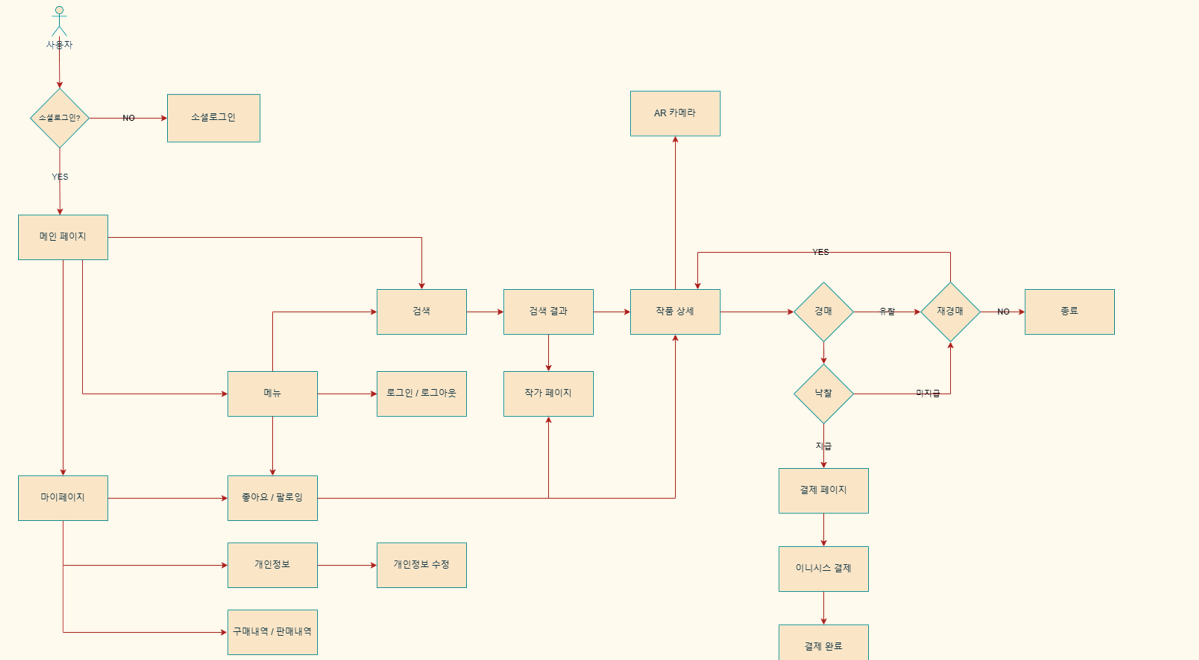 사용자
소셜로그인?
NO
소셜로그인
AR 카메라
YES
메인 페이지
YES
검색
검색 결과
작품 상세
경매
유찰
재경매
NO
종료
메뉴
로그인 / 로그아웃
작가 페이지
낙찰
미지급
지급
마이페이지
좋아요 / 팔로잉
결제 페이지
개인정보
개인정보 수정
이니시스 결제
구매내역 / 판매내역
결제 완료